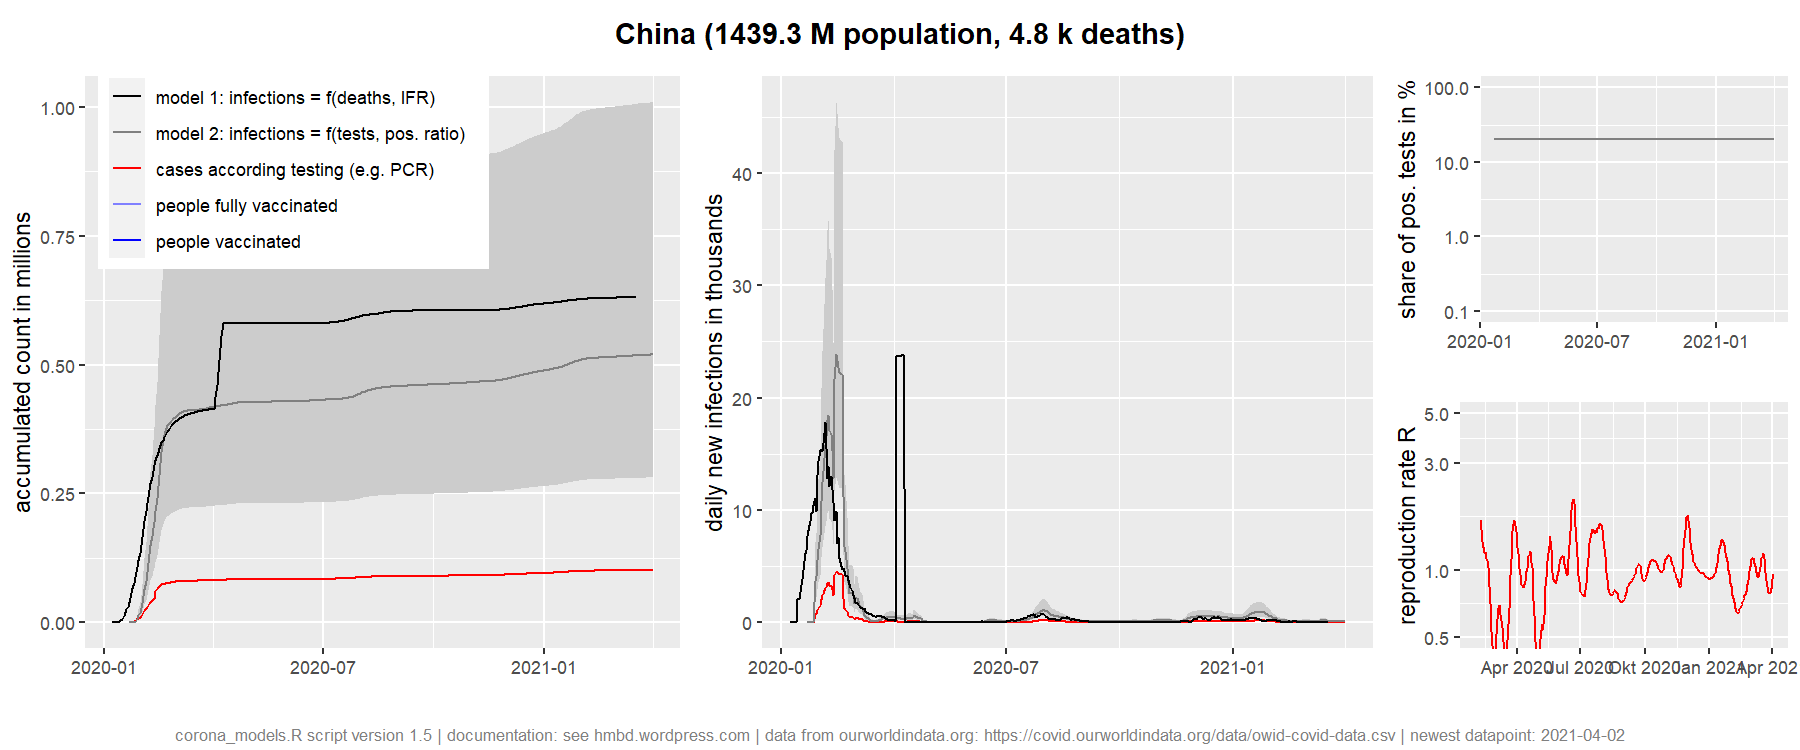 China (1439.3 M population, 4.8 k deaths)
model 1: infections = f(deaths, IFR)
model 2: infections = f(tests, pos. ratio)
cases according testing (e.g. PCR)
people fully vaccinated
people vaccinated
accumulated count in millions
1.00
0.75
0.50
0.25
0.00
2020-01 2020-07 2021-01
daily new infections in thousands
40
30
20
10
0
2020-01 2020-07 2021-01
share of pos. tests in %
100.0
10.0
1.0
0.1
2020-01 2020-07 2021-01
reproduction rate R
5.0
3.0
1.0
0.5
Apr 2020 Jul 2020 Okt 2020 Jan 2021 Apr 202
corona_models.R script version 1.5 | documentation: see hmbd.wordpress.com | data from ourworldindata.org: https://covid.ourworldindata.org/data/owid-covid-data.csv | newest datapoint: 2021-04-02